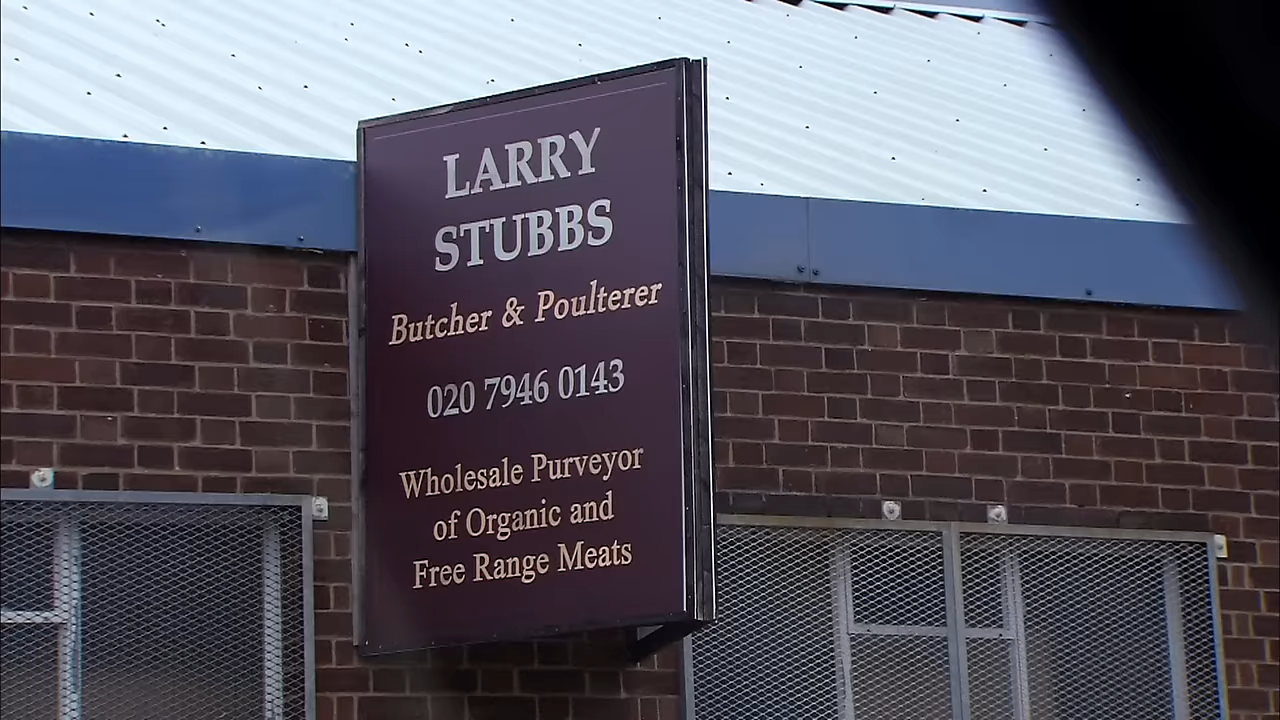 LARRY
STUBBS
Butcher & Poulterer
020 7946 0143
Wholesale Purveyor
of Organic and
Free Range Meats